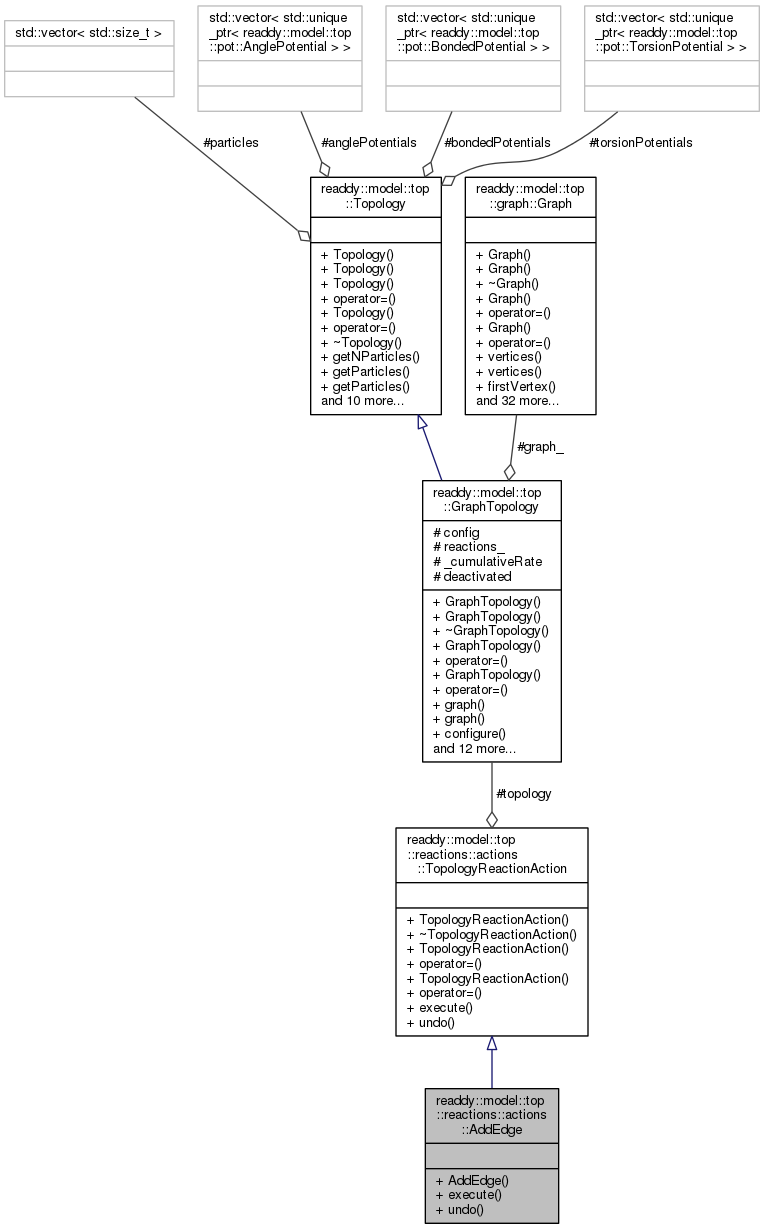 std::vector< std::size_t >
std::vector< std::unique
_ptr< readdy::model::top
::pot::AnglePotential > >
std::vector< std::unique
_ptr< readdy::model::top
::pot::BondedPotential > >
std::vector< std::unique
_ptr< readdy::model::top
::pot::TorsionPotential > >
#particles
#anglePotentials
#bondedPotentials
#torsionPotentials
readdy::model::top
::Topology
+ Topology()
+ Topology()
+ Topology()
+ operator=()
+ Topology()
+ operator=()
+ ~Topology()
+ getNParticles()
+ getParticles()
+ getParticles()
and 10 more...
readdy::model::top
::graph::Graph
+ Graph()
+ Graph()
+ ~Graph()
+ Graph()
+ operator=()
+ Graph()
+ operator=()
+ vertices()
+ vertices()
+ firstVertex()
and 32 more...
#graph_
readdy::model::top
::GraphTopology
# config
# reactions_
# _cumulativeRate
# deactivated
+ GraphTopology()
+ GraphTopology()
+ ~GraphTopology()
+ GraphTopology()
+ operator=()
+ GraphTopology()
+ operator=()
+ graph()
+ graph()
+ configure()
and 12 more...
#topology
readdy::model::top
::reactions::actions
::TopologyReactionAction
+ TopologyReactionAction()
+ ~TopologyReactionAction()
+ TopologyReactionAction()
+ operator=()
+ TopologyReactionAction()
+ operator=()
+ execute()
+ undo()
readdy::model::top
::reactions::actions
::AddEdge
+ AddEdge()
+ execute()
+ undo()